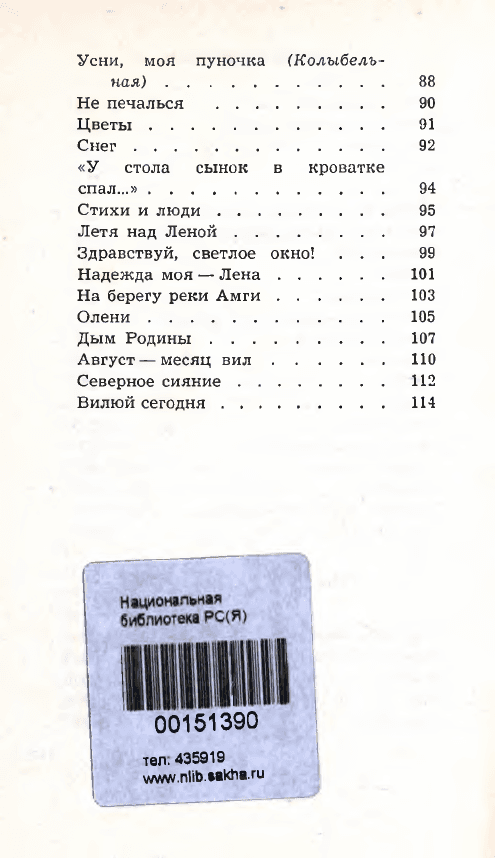 Усни, моя пуночка (Колыбель-
ная) . . . . . . . . . . . 88
Не печалься . . . . . . . . . 90
Цветы . . . . . . . . . . . . 91
Снег . . . . . . . . . . . . 92
«У стола сынок в кроватке
спал...» . . . . . . . . . . . . 94
Стихи и люди . . . . . . . . . 95
Летя над Леной . . . . . . . . 97
Здравствуй, светлое окно! . . . 99
Надежда моя — Лена . . . . . . 101
На берегу реки Амги . . . . . . 103
Олени . . . . . . . . . . . . 105
Дым Родины . . . . . . . . . 107
Август — месяц вил . . . . . . 110
Северное сияние . . . . . . . . 112
Вилюй сегодня . . . . . . . . . 114
Национальная
библиотека РС(Я)
00151390
тел: 435919
www.nlib.sakha.ru